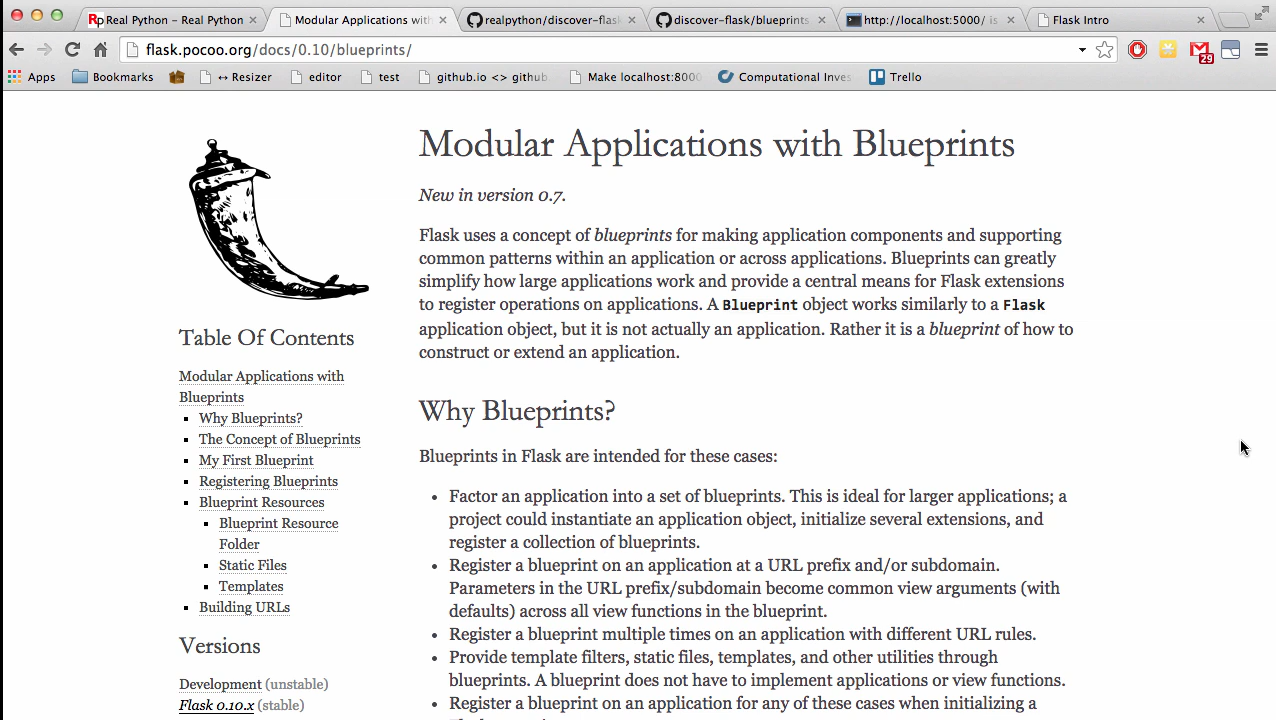 Rp Real Python – Real Python
Modular Applications with
realpython/discover-flask
discover-flask/blueprints
http://localhost:5000/ is
Flask Intro
flask.pocoo.org/docs/0.10/blueprints/
29
Apps
Bookmarks
↔ Resizer
editor
test
github.io <> github
Make localhost:8000
Computational Inves
Trello
Modular Applications with Blueprints
New in version 0.7.
Flask uses a concept of blueprints for making application components and supporting
common patterns within an application or across applications. Blueprints can greatly
simplify how large applications work and provide a central means for Flask extensions
to register operations on applications. A Blueprint object works similarly to a Flask
application object, but it is not actually an application. Rather it is a blueprint of how to
construct or extend an application.
Why Blueprints?
Blueprints in Flask are intended for these cases:
• Factor an application into a set of blueprints. This is ideal for larger applications; a
project could instantiate an application object, initialize several extensions, and
register a collection of blueprints.
• Register a blueprint on an application at a URL prefix and/or subdomain.
Parameters in the URL prefix/subdomain become common view arguments (with
defaults) across all view functions in the blueprint.
• Register a blueprint multiple times on an application with different URL rules.
• Provide template filters, static files, templates, and other utilities through
blueprints. A blueprint does not have to implement applications or view functions.
• Register a blueprint on an application for any of these cases when initializing a
Table Of Contents
Modular Applications with
Blueprints
Why Blueprints?
The Concept of Blueprints
My First Blueprint
Registering Blueprints
Blueprint Resources
Blueprint Resource
Folder
Static Files
Templates
Building URLs
Versions
Development (unstable)
Flask 0.10.x (stable)